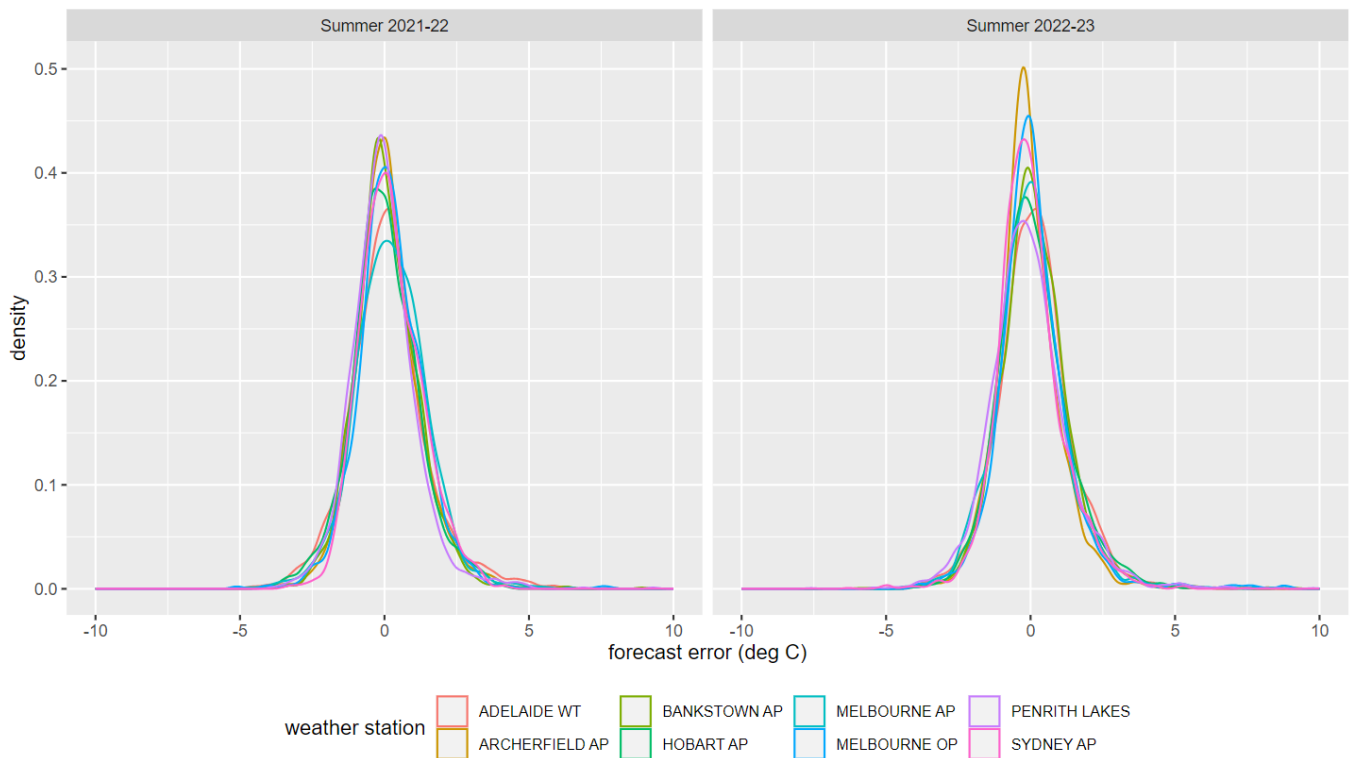 Summer 2021-22 Summer 2022-23
0.5
0.4
0.3
0.2
0.1
0.0
density
-10 -5 0 5 10 -10 -5 0 5 10
forecast error (deg C)
weather station
ADELAIDE WT BANKSTOWN AP MELBOURNE AP PENRITH LAKES
ARCHERFIELD AP HOBART AP MELBOURNE OP SYDNEY AP